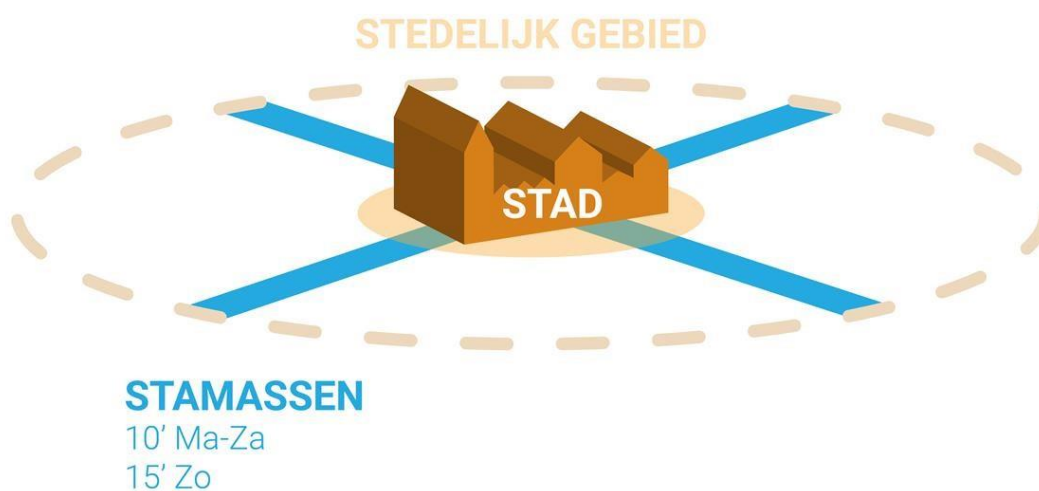 STEDELIJK GEBIED
STAD
STAMASSEN
10’ Ma-Za
15’ Zo